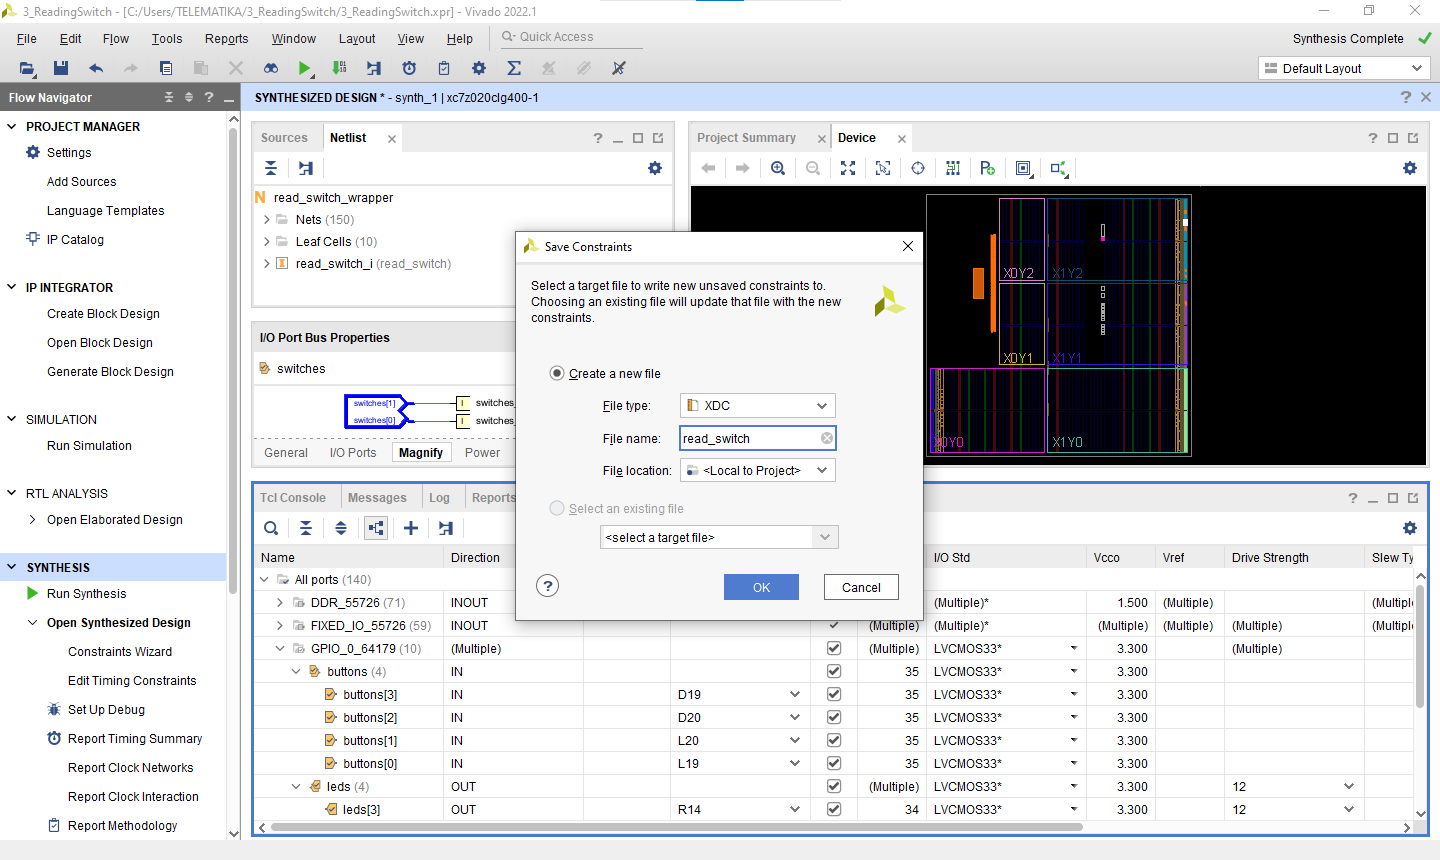 3_ReadingSwitch - [C:/Users/TELEMATIKA/3_ReadingSwitch/3_ReadingSwitch.xpr] - Vivado 2022.1
File Edit Flow Tools Reports Window Layout View Help Quick Access
Synthesis Complete
Default Layout
Flow Navigator
SYNTHESIZED DESIGN * - synth_1 | xc7z020clg400-1
PROJECT MANAGER
Settings
Add Sources
Language Templates
IP Catalog
IP INTEGRATOR
Create Block Design
Open Block Design
Generate Block Design
SIMULATION
Run Simulation
RTL ANALYSIS
Open Elaborated Design
SYNTHESIS
Run Synthesis
Open Synthesized Design
Constraints Wizard
Edit Timing Constraints
Set Up Debug
Report Timing Summary
Report Clock Networks
Report Clock Interaction
Report Methodology
Sources Netlist
read_switch_wrapper
Nets (150)
Leaf Cells (10)
read_switch_i (read_switch)
I/O Port Bus Properties
switches
switches[1] I switches_
switches[0] I switches_
General I/O Ports Magnify Power
Project Summary Device
X0Y2 X1Y2
X0Y1 X1Y1
X0Y0 X1Y0
Save Constraints
Select a target file to write new unsaved constraints to.
Choosing an existing file will update that file with the new
constraints.
Create a new file
File type: XDC
File name: read_switch
File location: <Local to Project>
Select an existing file
<select a target file>
OK Cancel
Tcl Console Messages Log Reports
Name Direction I/O Std Vcco Vref Drive Strength Slew Ty
All ports (140)
DDR_55726 (71) INOUT (Multiple)* 1.500 (Multiple) (Multipl
FIXED_IO_55726 (59) INOUT (Multiple) (Multiple)* (Multiple) (Multiple) (Multiple) (Multipl
GPIO_0_64179 (10) (Multiple) (Multiple) LVCMOS33* 3.300 (Multiple)
buttons (4) IN 35 LVCMOS33* 3.300
buttons[3] IN D19 35 LVCMOS33* 3.300
buttons[2] IN D20 35 LVCMOS33* 3.300
buttons[1] IN L20 35 LVCMOS33* 3.300
buttons[0] IN L19 35 LVCMOS33* 3.300
leds (4) OUT (Multiple) LVCMOS33* 3.300 12
leds[3] OUT R14 34 LVCMOS33* 3.300 12